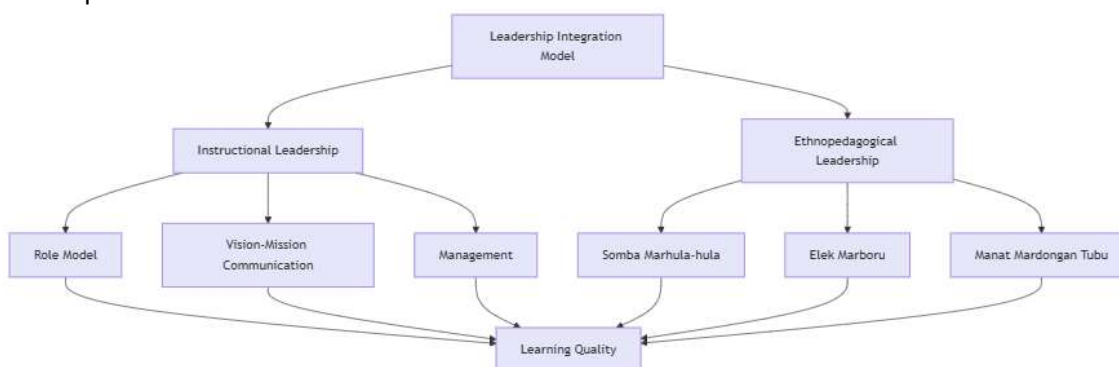 Leadership Integration
Model
Instructional Leadership
Ethnopedagogical
Leadership
Role Model
Vision-Mission
Communication
Management
Somba Marhula-hula
Elek Marboru
Manat Mardongan Tubu
Learning Quality